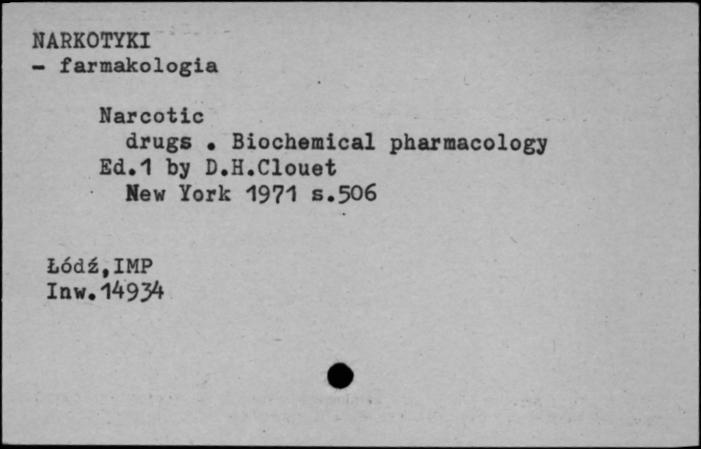 NARKOTYKI
- farmakologia
Narcotic
drugs . Biochemical pharmacology
Ed.1 by D.H.Clouet
New York 1971 s.506
Łódź,IMP
Inw.14934